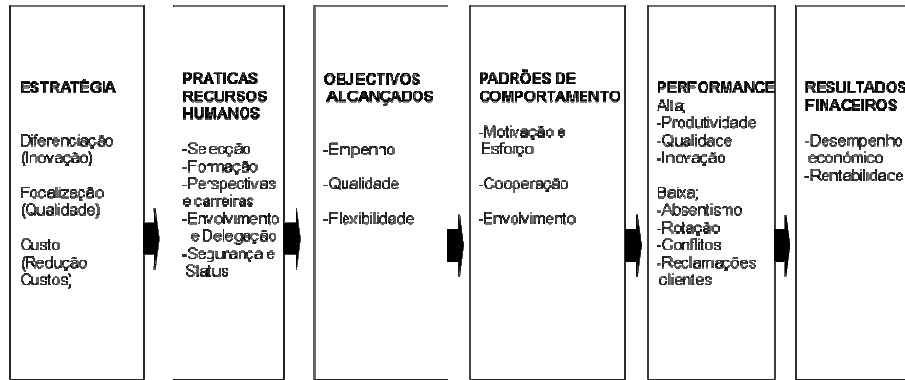 ESTRATÉGIA
Diferenciação
(Inovação)
Focalização
(Qualidade)
Custo
(Redução
Custos)
PRATICAS
RECURSOS
HUMANOS
-Selecção
-Formação
-Perspectivas
e carreiras
-Envolvimento
e Delegação
-Segurança e
Status
OBJECTIVOS
ALCANÇADOS
-Empenho
-Qualidade
-Flexibilidade
PADRÕES DE
COMPORTAMENTO
-Motivação e
Esforço
-Cooperação
-Envolvimento
PERFORMANCE
Alta;
-Produtividade
-Qualidade
-Inovação
Baixa;
-Absentismo
-Rotação
-Conflitos
-Reclamações
clientes
RESULTADOS
FINACEIROS
-Desempenho
económico
-Rentabilidade